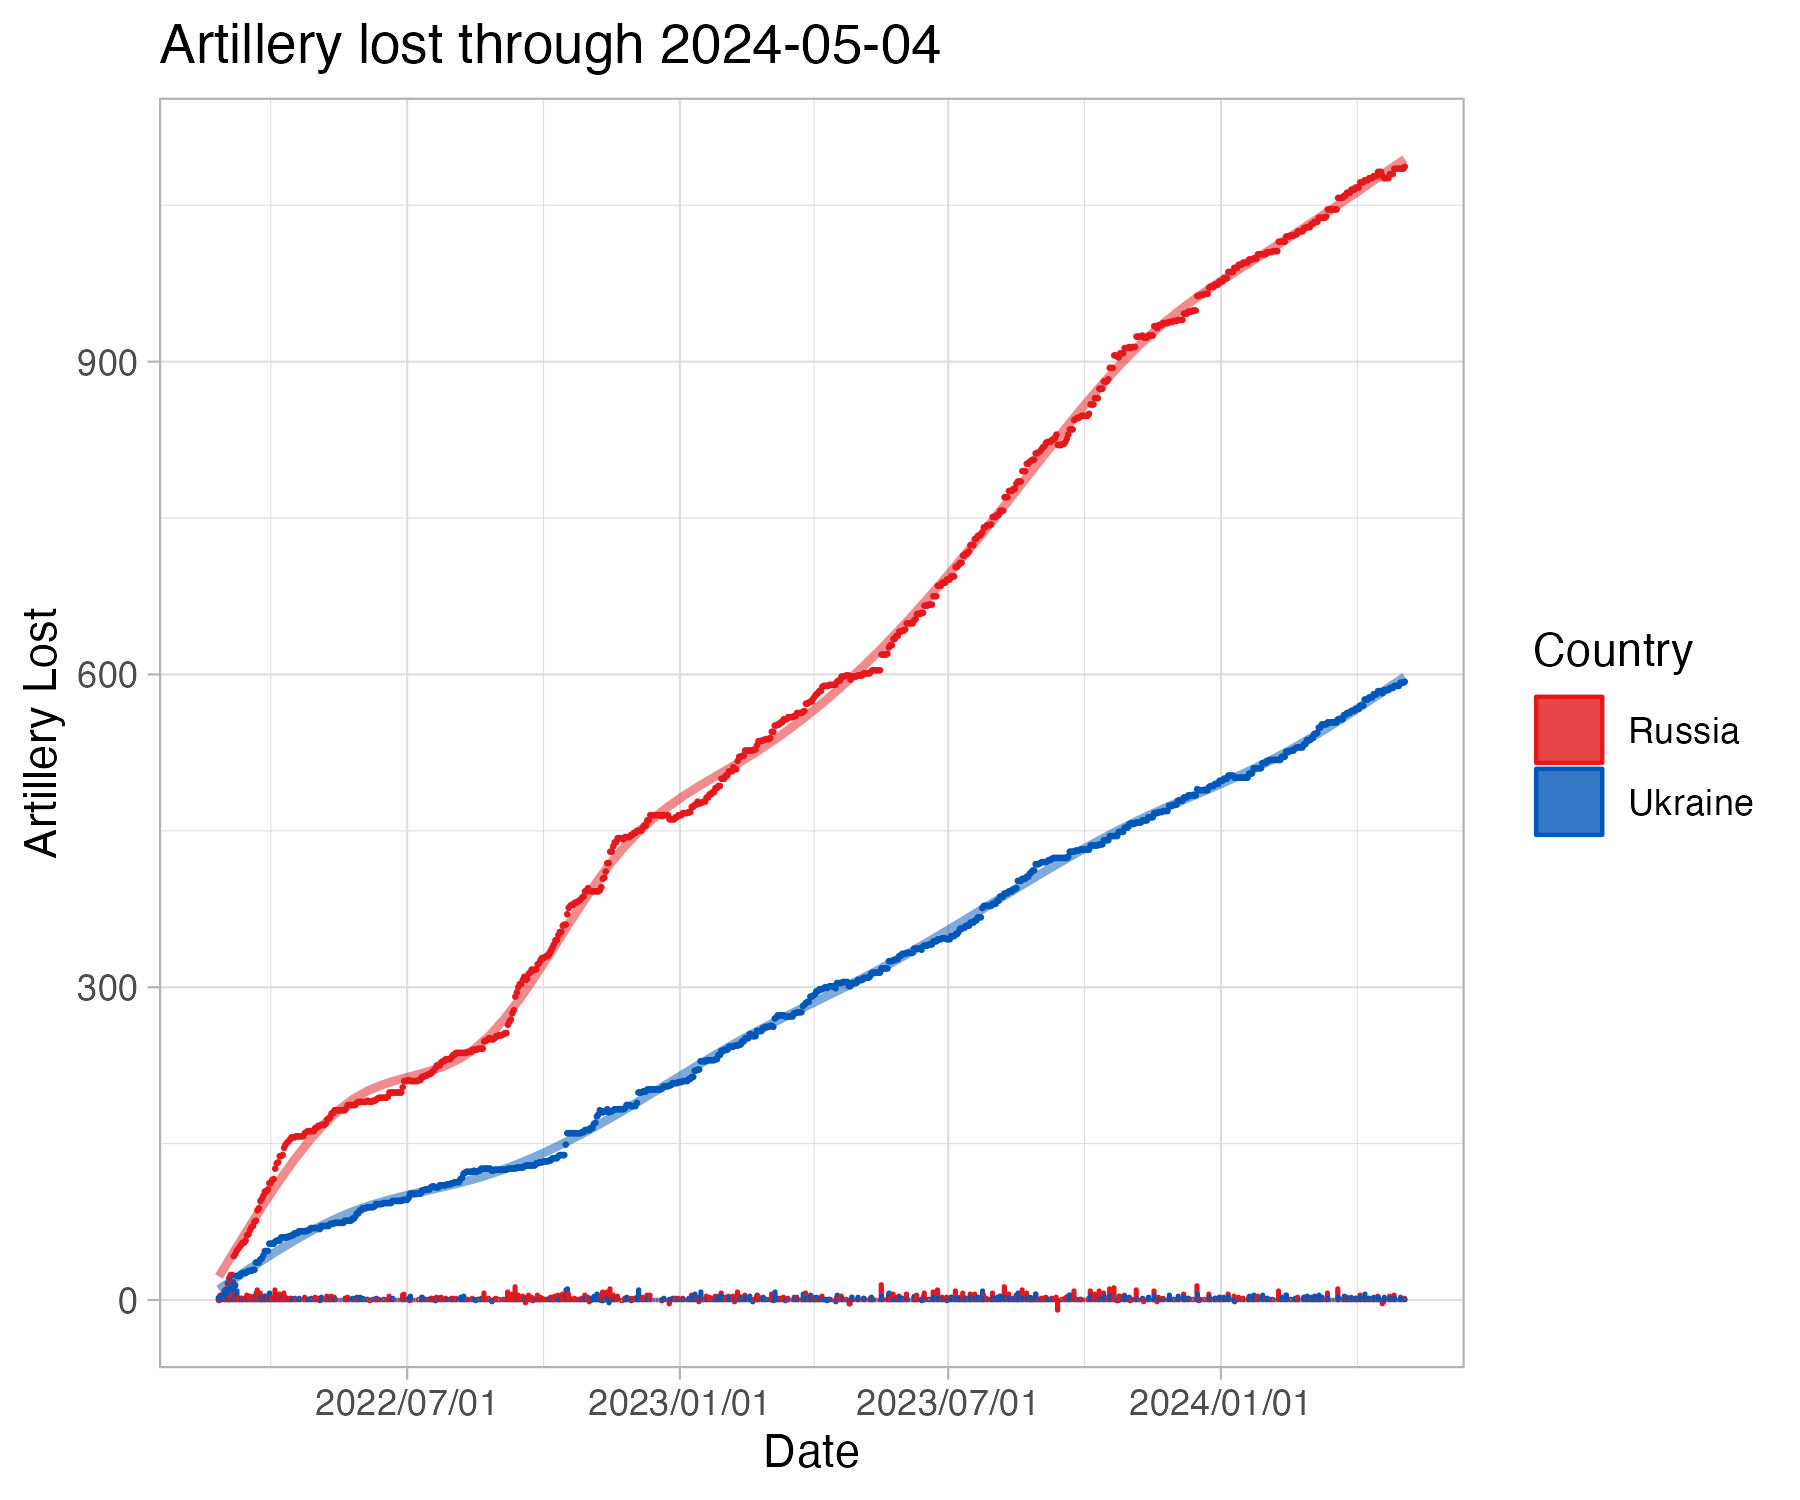 Artillery lost through 2024-05-04
Artillery Lost
900
600
300
0
2022/07/01
2023/01/01
2023/07/01
2024/01/01
Date
Country
Russia
Ukraine